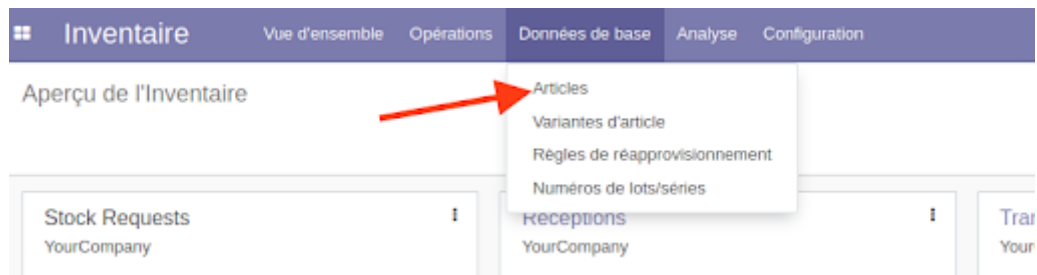 Inventaire Vue d'ensemble Opérations Données de base Analyse Configuration
Aperçu de l'Inventaire
Articles
Variantes d'article
Règles de réapprovisionnement
Numéros de lots/séries
Stock Requests
YourCompany
Réceptions
YourCompany